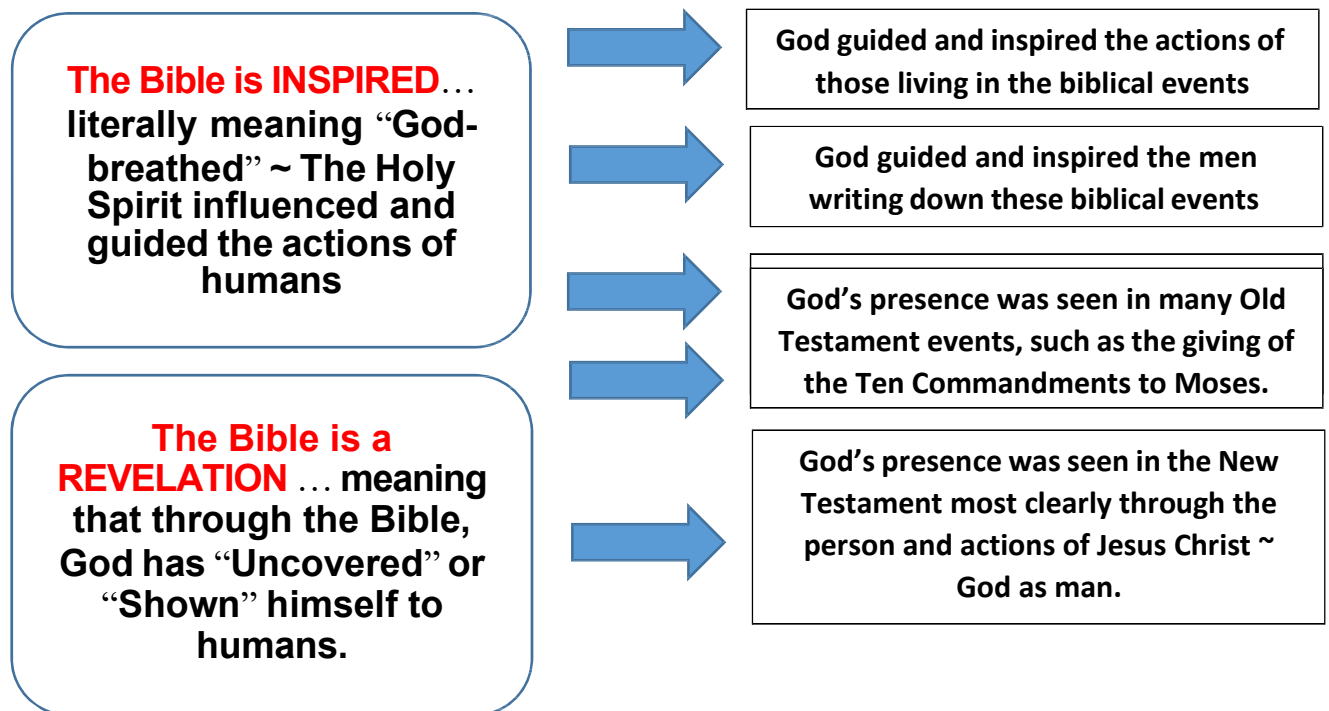 The Bible is INSPIRED…
literally meaning “God-
breathed” ~ The Holy
Spirit influenced and
guided the actions of
humans
The Bible is a
REVELATION … meaning
that through the Bible,
God has “Uncovered” or
“Shown” himself to
humans.
God guided and inspired the actions of
those living in the biblical events
God guided and inspired the men
writing down these biblical events
God’s presence was seen in many Old
Testament events, such as the giving of
the Ten Commandments to Moses.
God’s presence was seen in the New
Testament most clearly through the
person and actions of Jesus Christ ~
God as man.